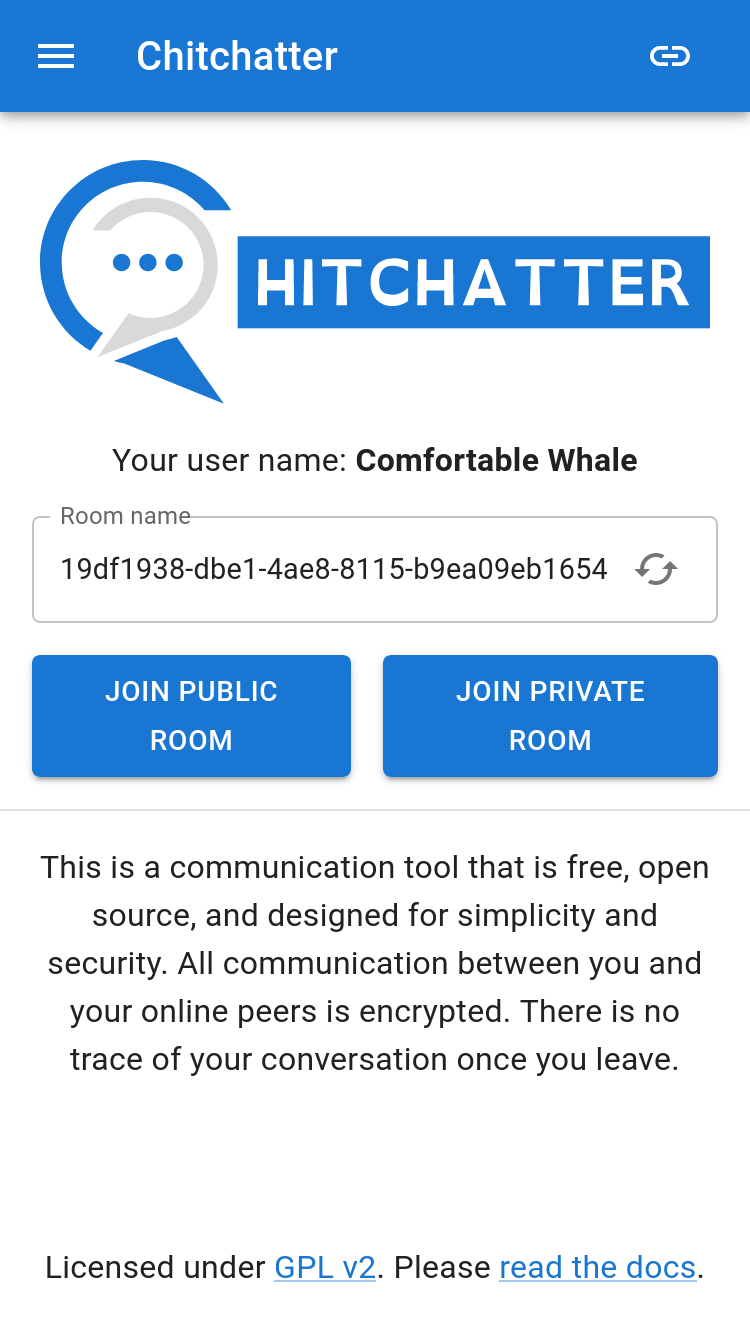 Chitchatter
HITCHATTER
Your user name: Comfortable Whale
Room name
19df1938-dbe1-4ae8-8115-b9ea09eb1654
JOIN PUBLIC
ROOM
JOIN PRIVATE
ROOM
This is a communication tool that is free, open
source, and designed for simplicity and
security. All communication between you and
your online peers is encrypted. There is no
trace of your conversation once you leave.
Licensed under GPL v2. Please read the docs.